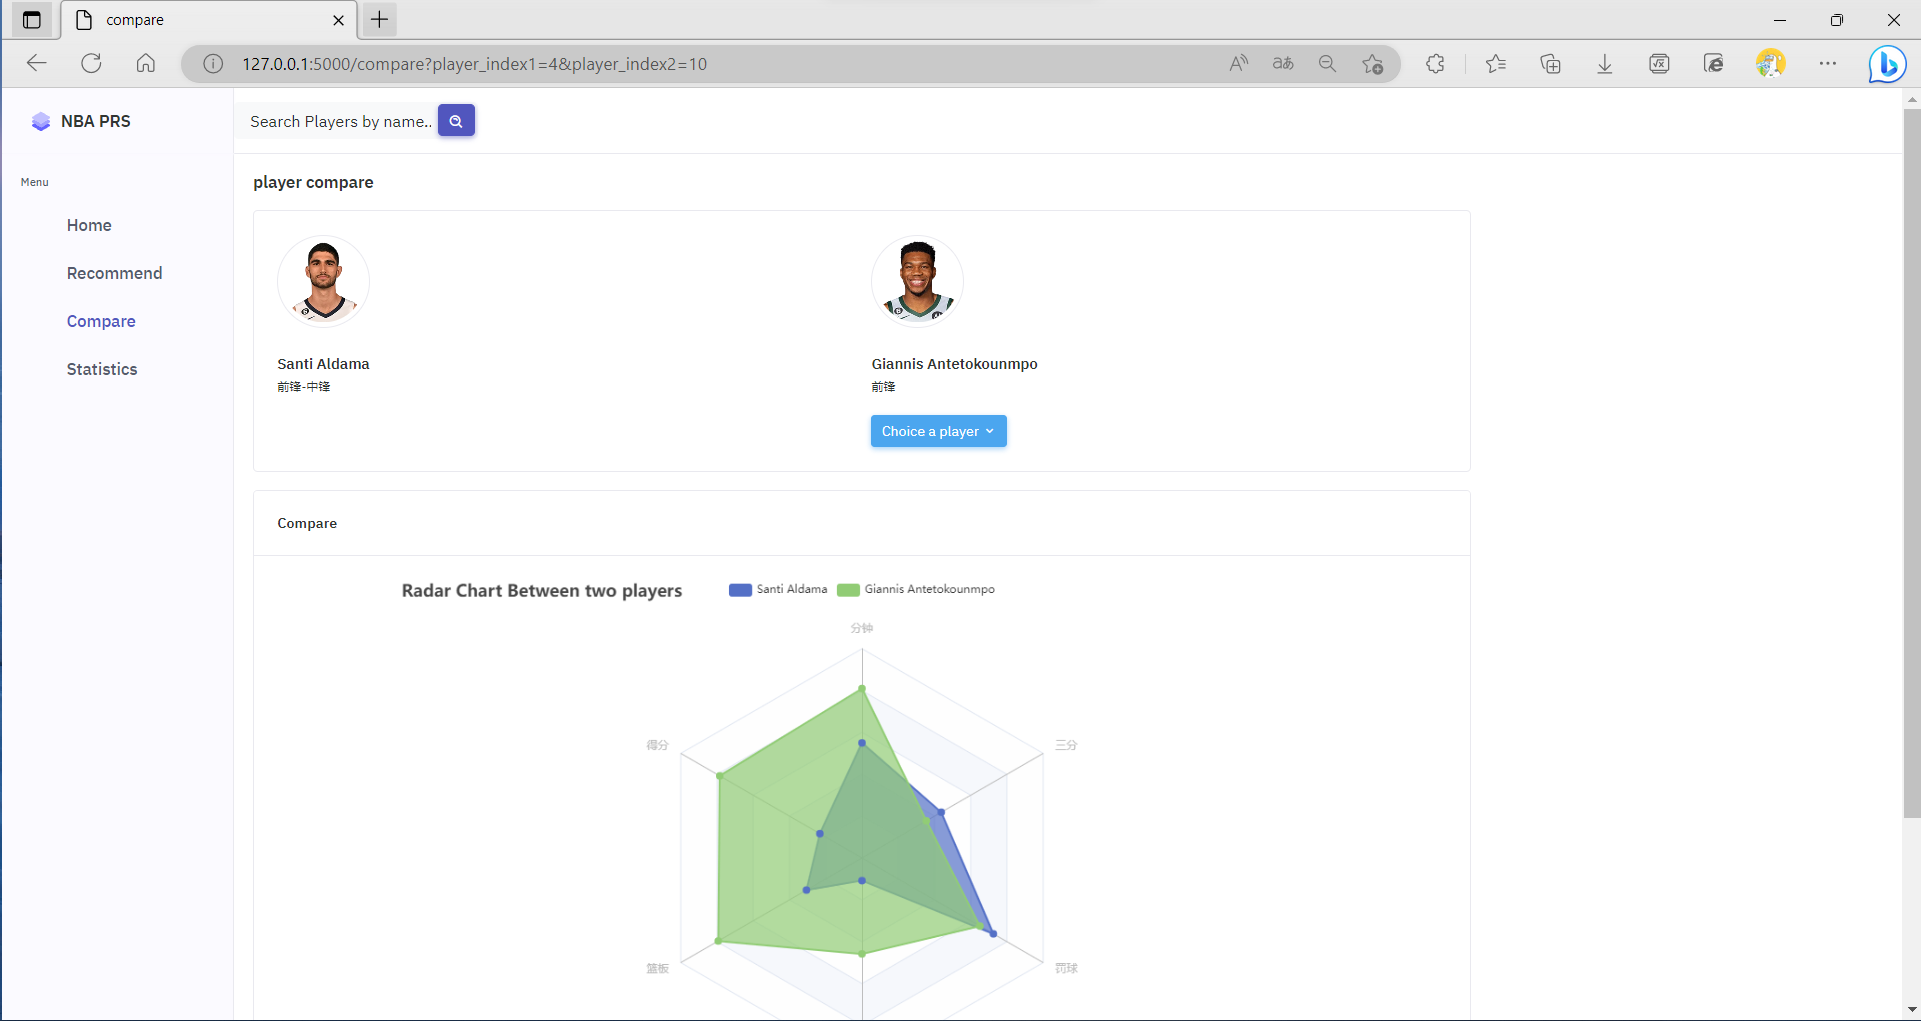 compare
127.0.0.1:5000/compare?player_index1=4&player_index2=10
NBA PRS
Search Players by name..
Menu
Home
Recommend
Compare
Statistics
player compare
Santi Aldama
前锋-中锋
Giannis Antetokounmpo
前锋
Choice a player
Compare
Radar Chart Between two players
Santi Aldama
Giannis Antetokounmpo
分钟
得分
三分
篮板
罚球